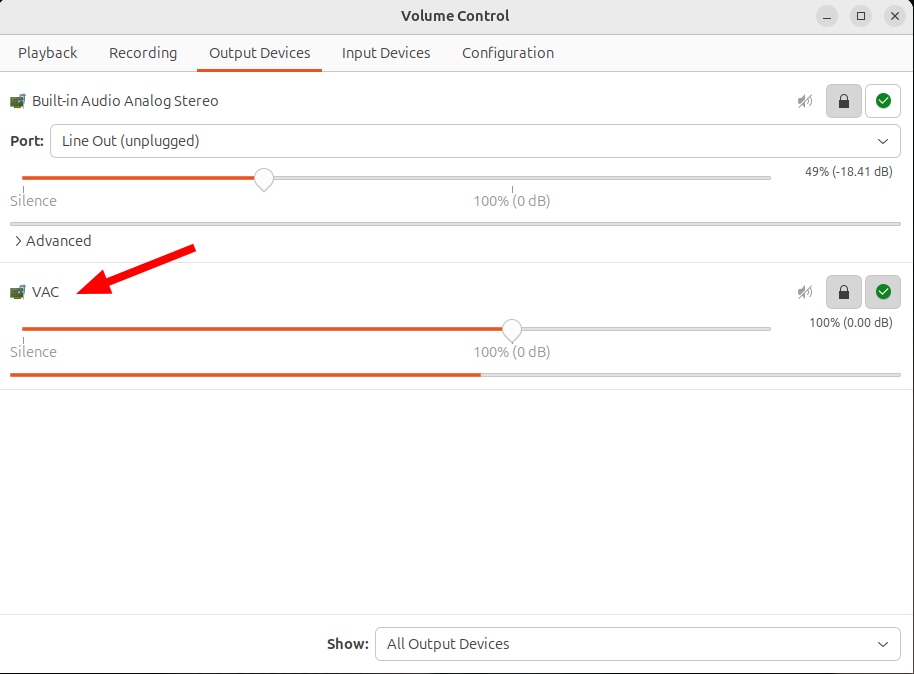 Volume Control
Playback Recording Output Devices Input Devices Configuration
Built-in Audio Analog Stereo
Port: Line Out (unplugged)
49% (-18.41 dB)
Silence 100% (0 dB)
Advanced
VAC
100% (0.00 dB)
Silence 100% (0 dB)
Show: All Output Devices